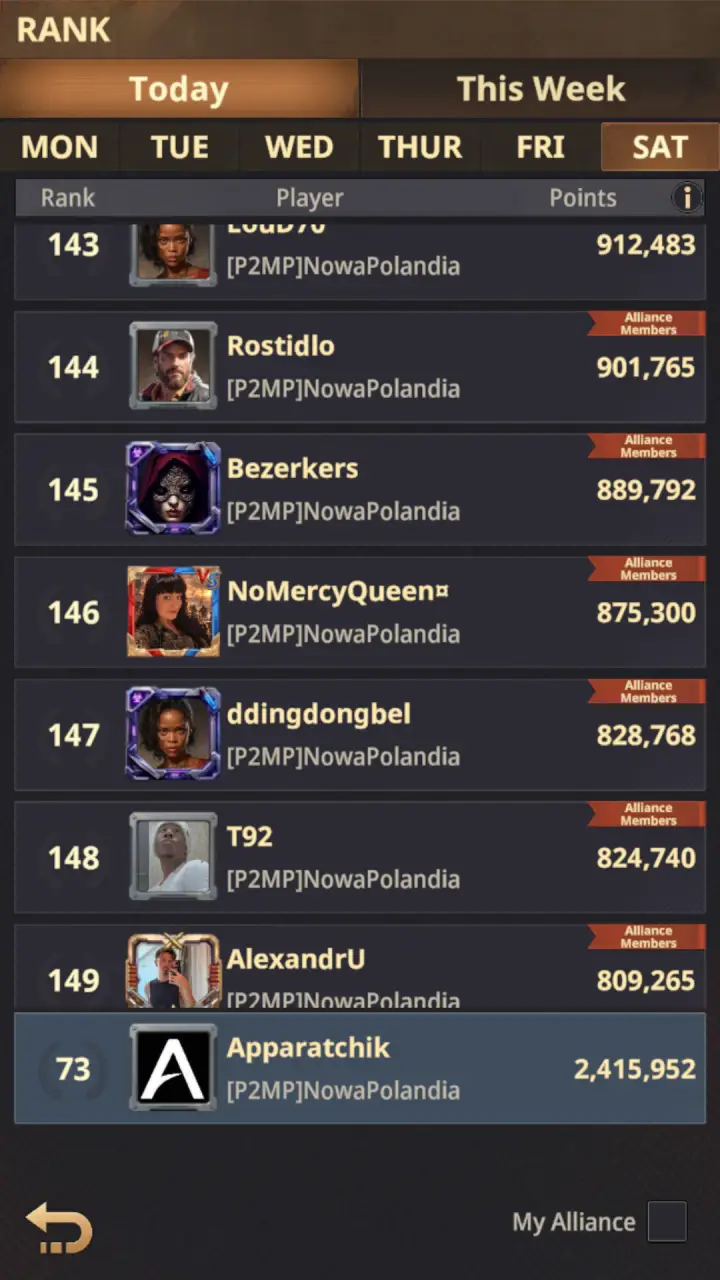 RANK
Today This Week
MON TUE WED THUR FRI SAT
Rank Player Points i
143 LouD70 912,483
[P2MP]NowaPolandia
Alliance Members
144 Rostidlo 901,765
[P2MP]NowaPolandia
Alliance Members
145 Bezerkers 889,792
[P2MP]NowaPolandia
Alliance Members
146 NoMercyQueen¤ 875,300
[P2MP]NowaPolandia
Alliance Members
147 ddingdongbel 828,768
[P2MP]NowaPolandia
Alliance Members
148 T92 824,740
[P2MP]NowaPolandia
Alliance Members
149 AlexandrU 809,265
[P2MP]NowaPolandia
73 Apparatchik 2,415,952
[P2MP]NowaPolandia
My Alliance